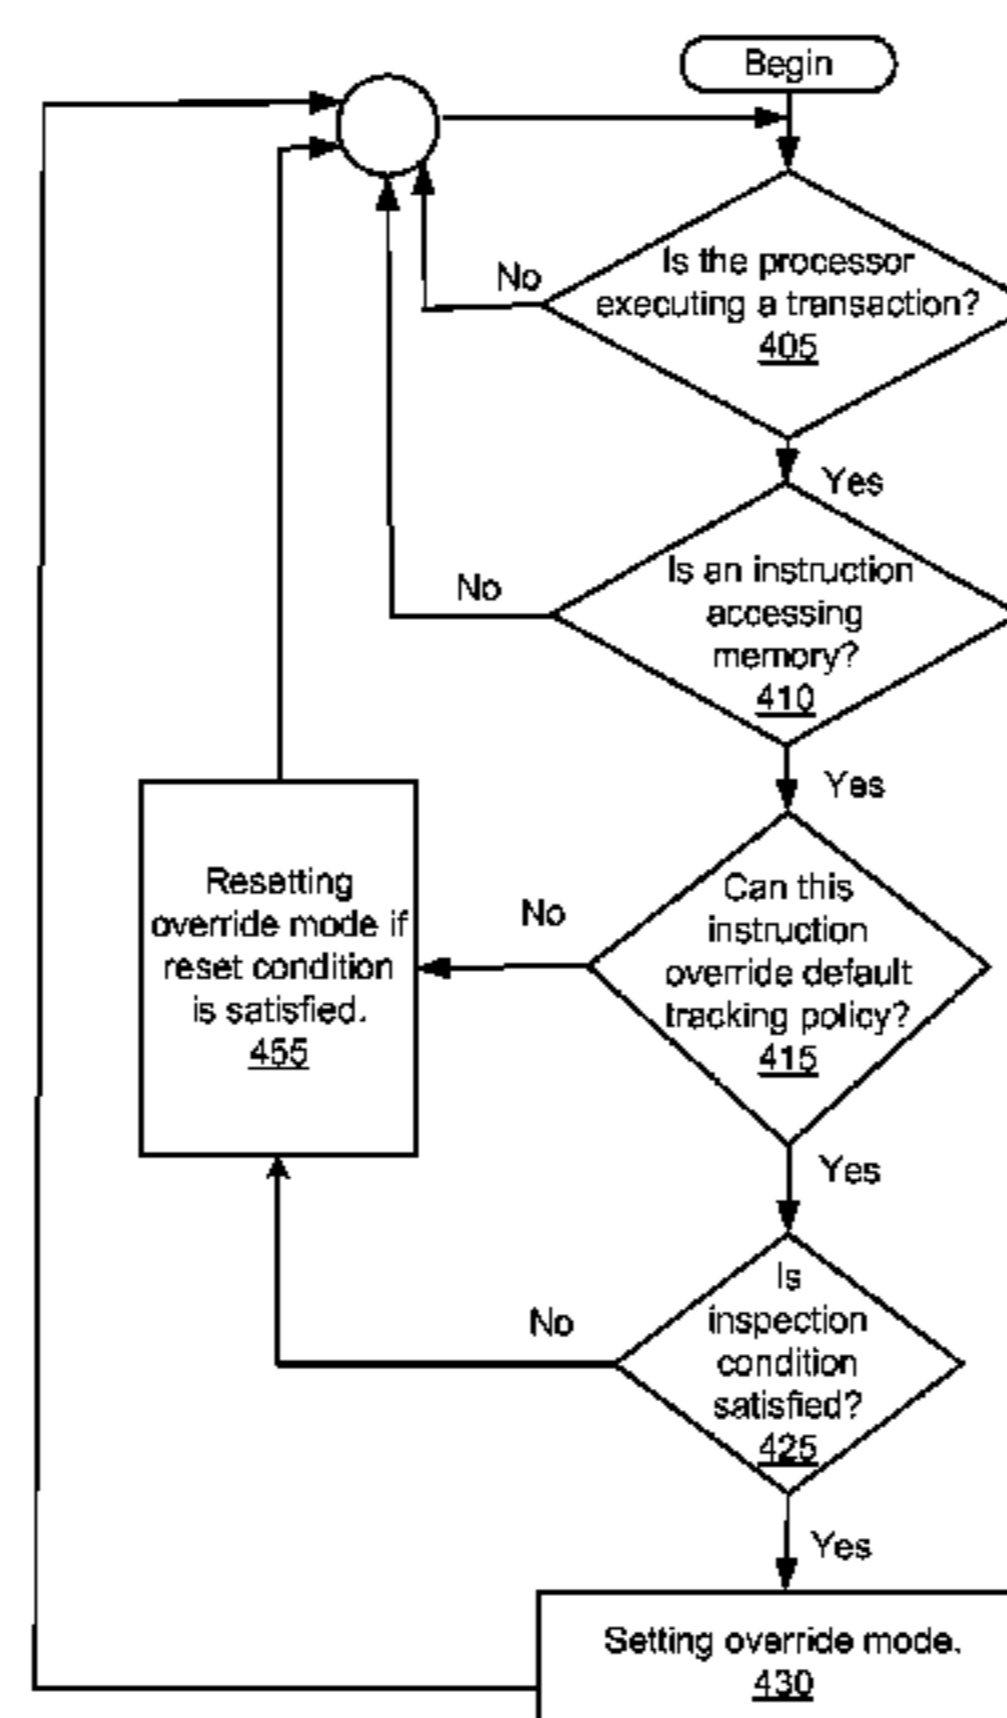 Begin
Is the processor
executing a transaction?
405
No
Yes
Is an instruction
accessing
memory?
410
No
Yes
Can this
instruction
override default
tracking policy?
415
No
Resetting
override mode if
reset condition
is satisfied.
455
Yes
Is
inspection
condition
satisfied?
425
No
Yes
Setting override mode.
430